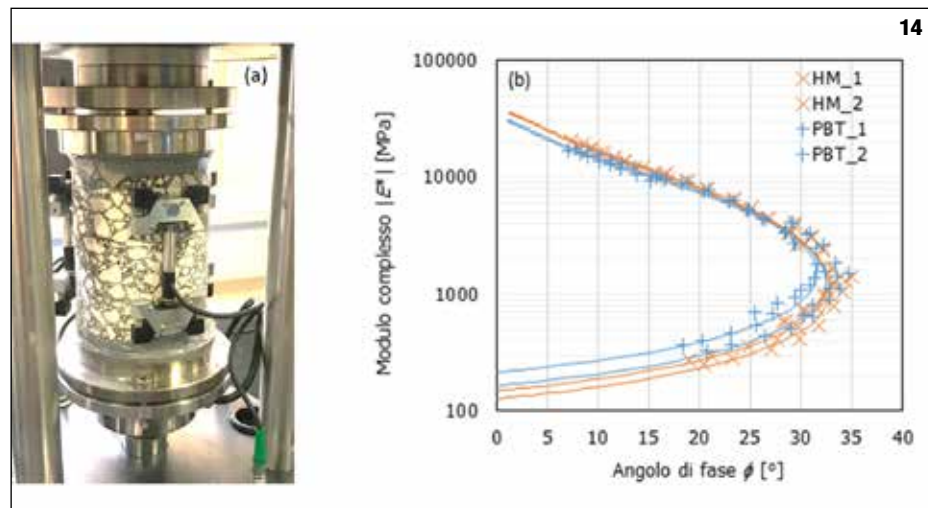 14
(a)
(b)
Modulo complesso |E*| [MPa]
100000
10000
1000
100
HM_1
HM_2
PBT_1
PBT_2
0 5 10 15 20 25 30 35 40
Angolo di fase ϕ [°]